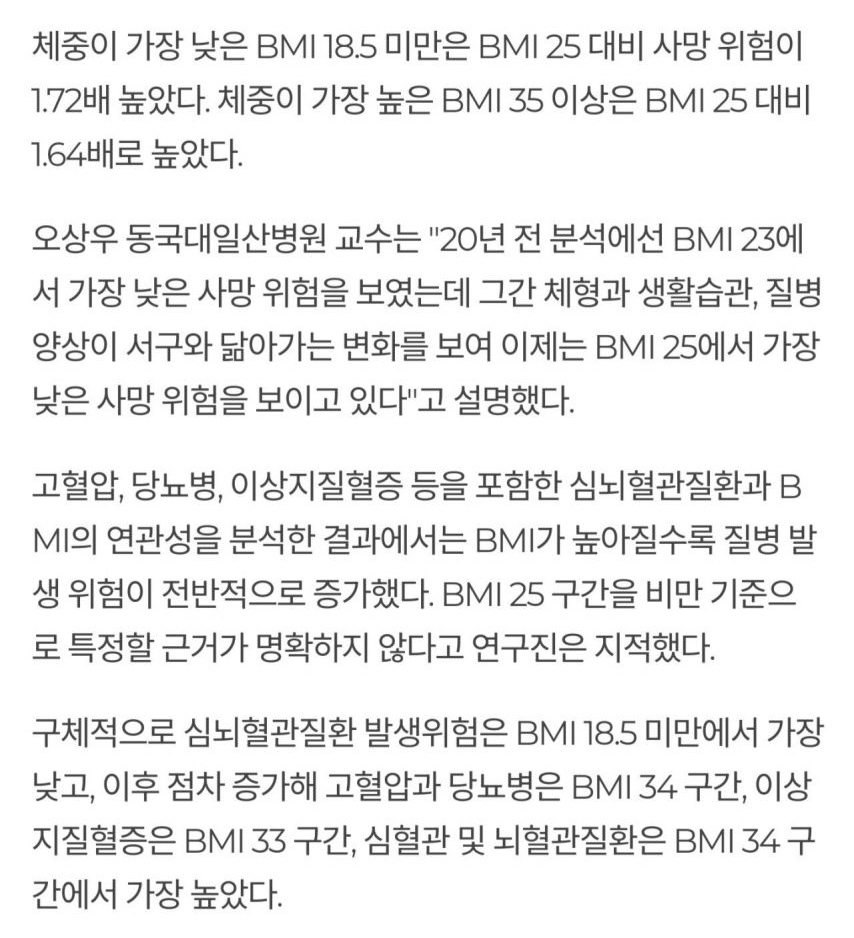 체중이 가장 낮은 BMI 18.5 미만은 BMI 25 대비 사망 위험이
1.72배 높았다. 체중이 가장 높은 BMI 35 이상은 BMI 25 대비
1.64배로 높았다.
오상우 동국대일산병원 교수는 "20년 전 분석에선 BMI 23에
서 가장 낮은 사망 위험을 보였는데 그간 체형과 생활습관, 질병
양상이 서구와 닮아가는 변화를 보여 이제는 BMI 25에서 가장
낮은 사망 위험을 보이고 있다"고 설명했다.
고혈압, 당뇨병, 이상지질혈증 등을 포함한 심뇌혈관질환과 B
MI의 연관성을 분석한 결과에서는 BMI가 높아질수록 질병 발
생 위험이 전반적으로 증가했다. BMI 25 구간을 비만 기준으
로 특정할 근거가 명확하지 않다고 연구진은 지적했다.
구체적으로 심뇌혈관질환 발생위험은 BMI 18.5 미만에서 가장
낮고, 이후 점차 증가해 고혈압과 당뇨병은 BMI 34 구간, 이상
지질혈증은 BMI 33 구간, 심혈관 및 뇌혈관질환은 BMI 34 구
간에서 가장 높았다.